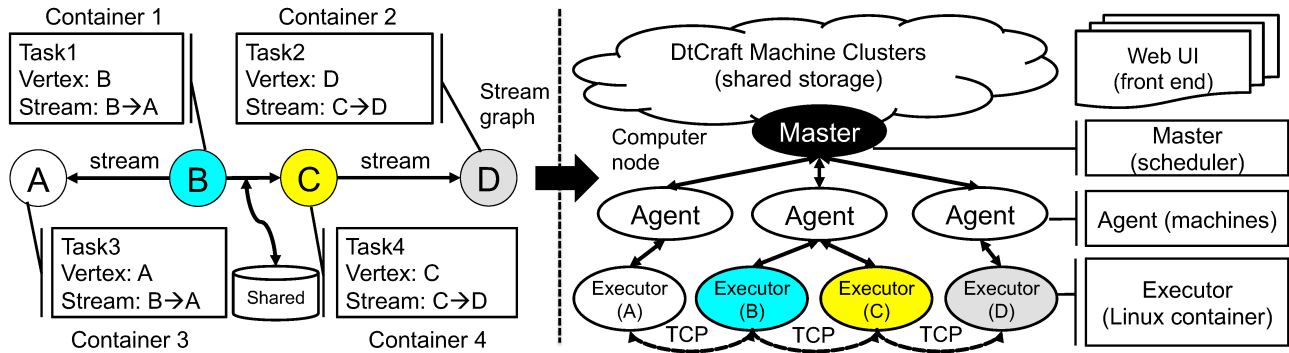 Container 1
Task1
Vertex: B
Stream: B→A
Container 2
Task2
Vertex: D
Stream: C→D
Stream
graph
A
stream
B
C
stream
D
Task3
Vertex: A
Stream: B→A
Container 3
Shared
Task4
Vertex: C
Stream: C→D
Container 4
DtCraft Machine Clusters
(shared storage)
Web UI
(front end)
Computer
node
Master
Master
(scheduler)
Agent
Agent
Agent
Agent (machines)
Executor
(A)
Executor
(B)
Executor
(C)
Executor
(D)
Executor
(Linux container)
TCP
TCP
TCP